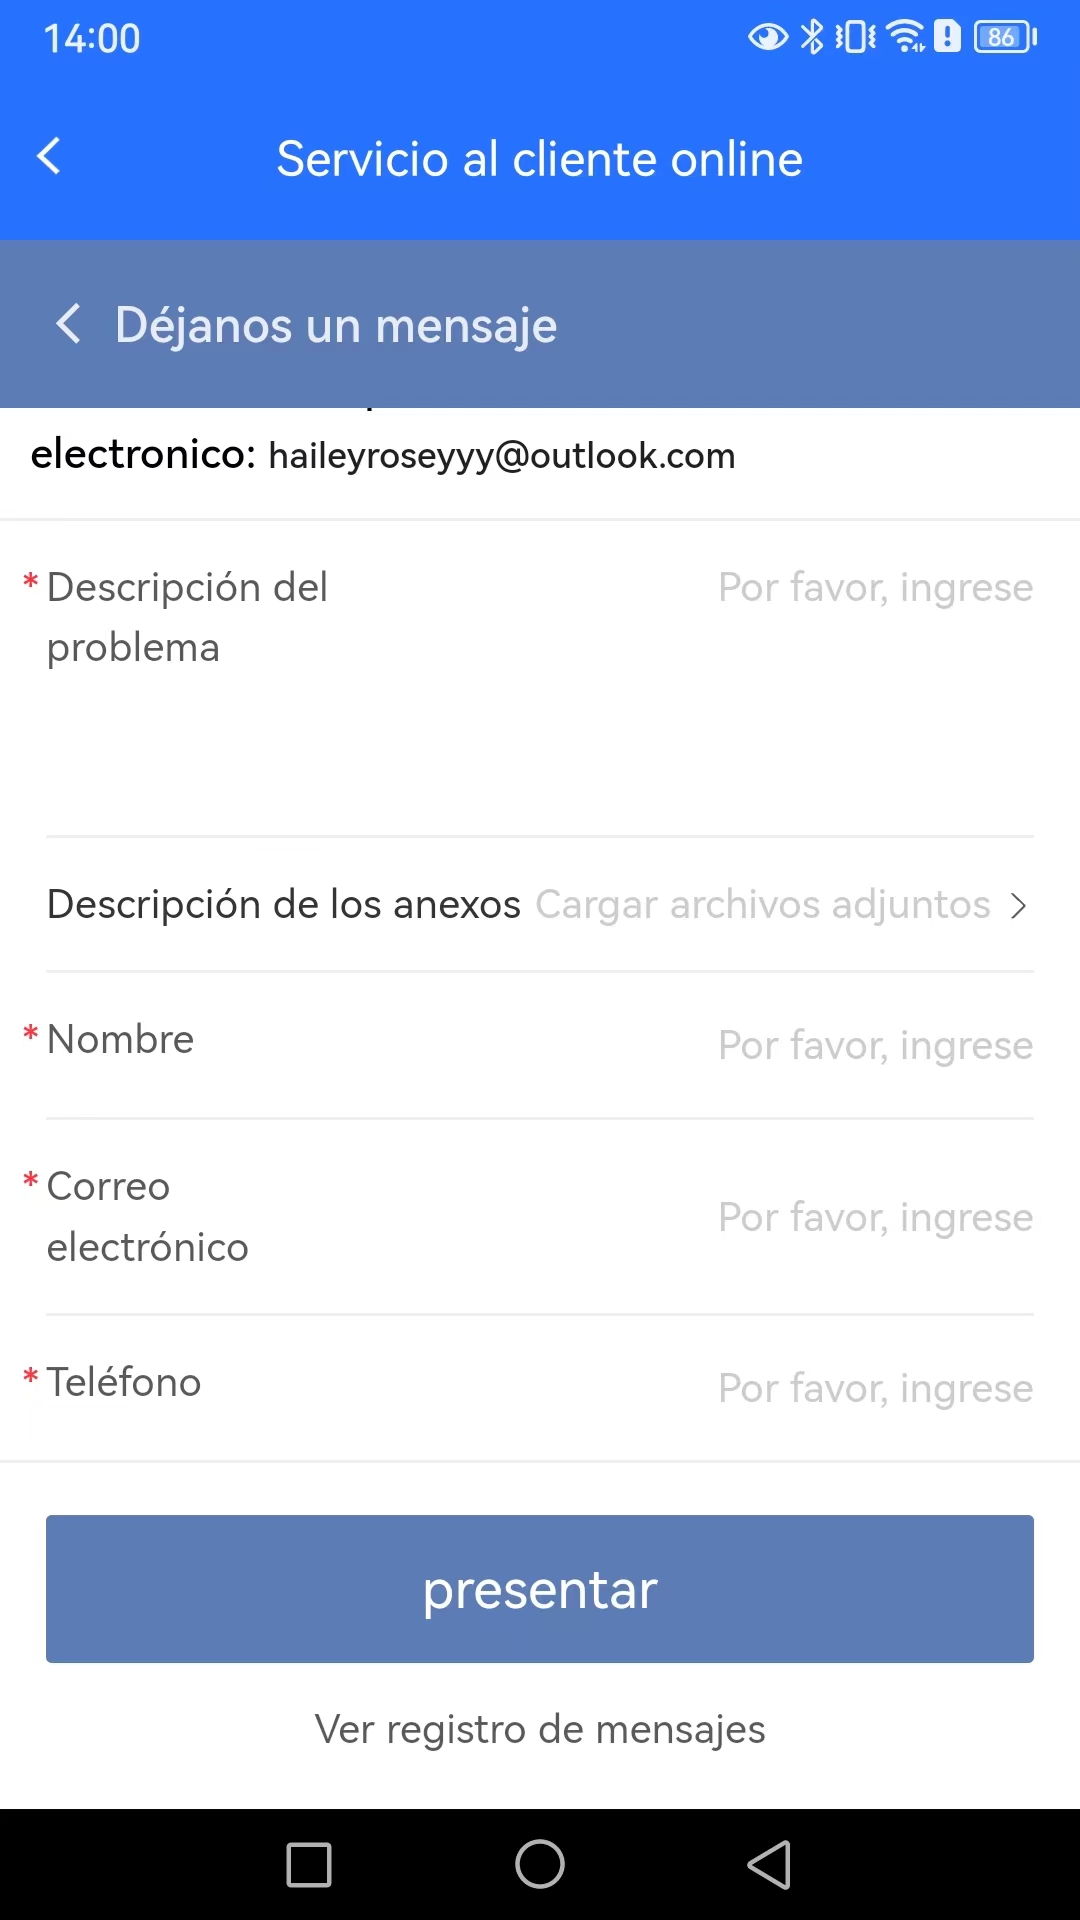 14:00
86
Servicio al cliente online
Déjanos un mensaje
electronico: haileyroseyyy@outlook.com
* Descripción del
problema
Por favor, ingrese
Descripción de los anexos Cargar archivos adjuntos
* Nombre
Por favor, ingrese
* Correo
electrónico
Por favor, ingrese
* Teléfono
Por favor, ingrese
presentar
Ver registro de mensajes